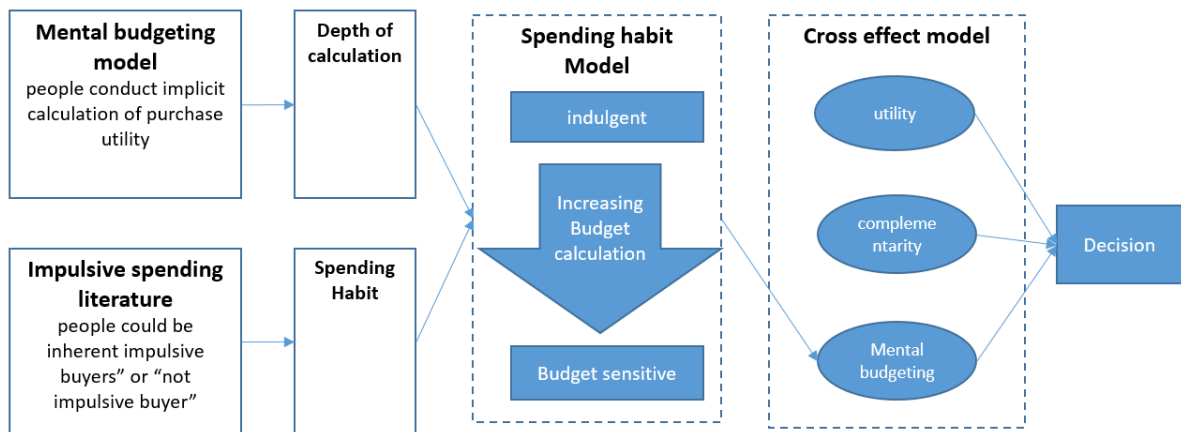 Mental budgeting
model
people conduct implicit
calculation of purchase
utility
Depth of
calculation
Impulsive spending
literature
people could be
inherent impulsive
buyers” or “not
impulsive buyer”
Spending
Habit
Spending habit
Model
indulgent
Increasing
Budget
calculation
Budget sensitive
Cross effect model
utility
compleme
ntarity
Mental
budgeting
Decision